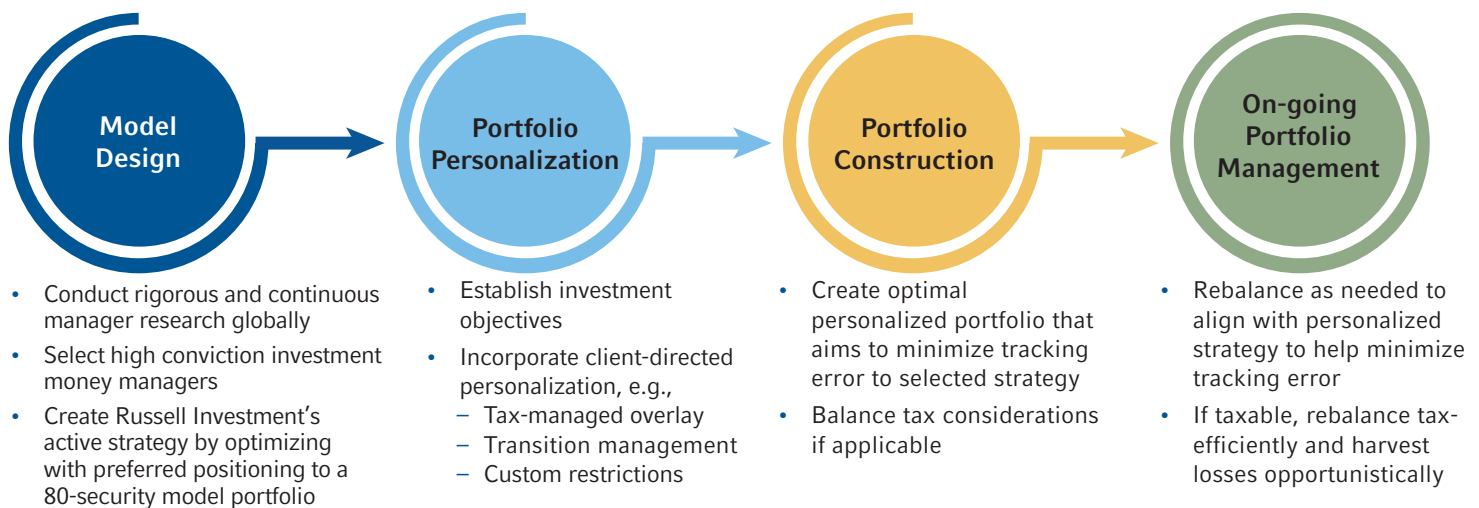 Model
Design
Portfolio
Personalization
Portfolio
Construction
On-going
Portfolio
Management
• Conduct rigorous and continuous
manager research globally
• Select high conviction investment
money managers
• Create Russell Investment’s
active strategy by optimizing
with preferred positioning to a
80-security model portfolio
• Establish investment
objectives
• Incorporate client-directed
personalization, e.g.,
– Tax-managed overlay
– Transition management
– Custom restrictions
• Create optimal
personalized portfolio that
aims to minimize tracking
error to selected strategy
• Balance tax considerations
if applicable
• Rebalance as needed to
align with personalized
strategy to help minimize
tracking error
• If taxable, rebalance tax-
efficiently and harvest
losses opportunistically